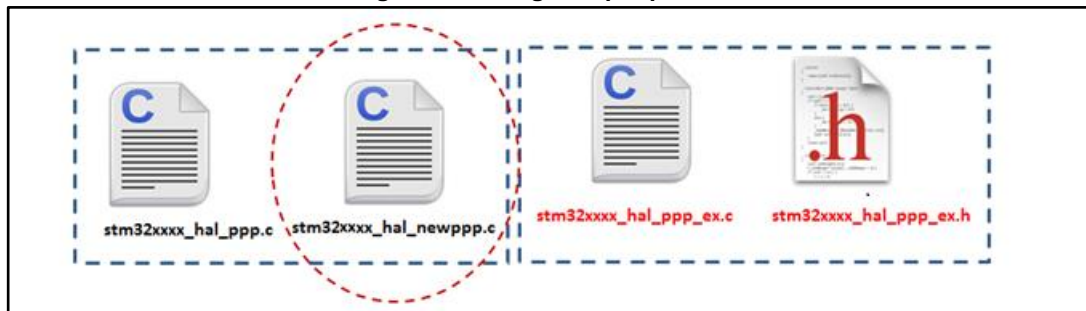 C
C
C
.h
stm32xxxx_hal_ppp.c
stm32xxxx_hal_newppp.c
stm32xxxx_hal_ppp_ex.c
stm32xxxx_hal_ppp_ex.h